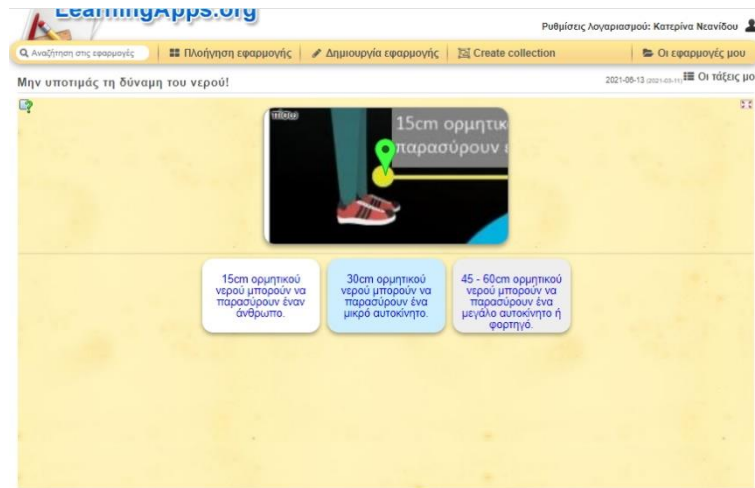 LearningApps.org
Ρυθμίσεις λογαριασμού: Κατερίνα Νεανίδου
Αναζήτηση στις εφαρμογές
Πλοήγηση εφαρμογής
Δημιουργία εφαρμογής
Create collection
Οι εφαρμογές μου
Μην υποτιμάς τη δύναμη του νερού!
2021-06-13
Οι τάξεις μο
πίσω
15cm ορμητικ
παρασύρουν έ
15cm ορμητικού
νερού μπορούν να
παρασύρουν έναν
άνθρωπο.
30cm ορμητικού
νερού μπορούν να
παρασύρουν ένα
μικρό αυτοκίνητο.
45 - 60cm ορμητικού
νερού μπορούν να
παρασύρουν ένα
μεγάλο αυτοκίνητο ή
φορτηγό.